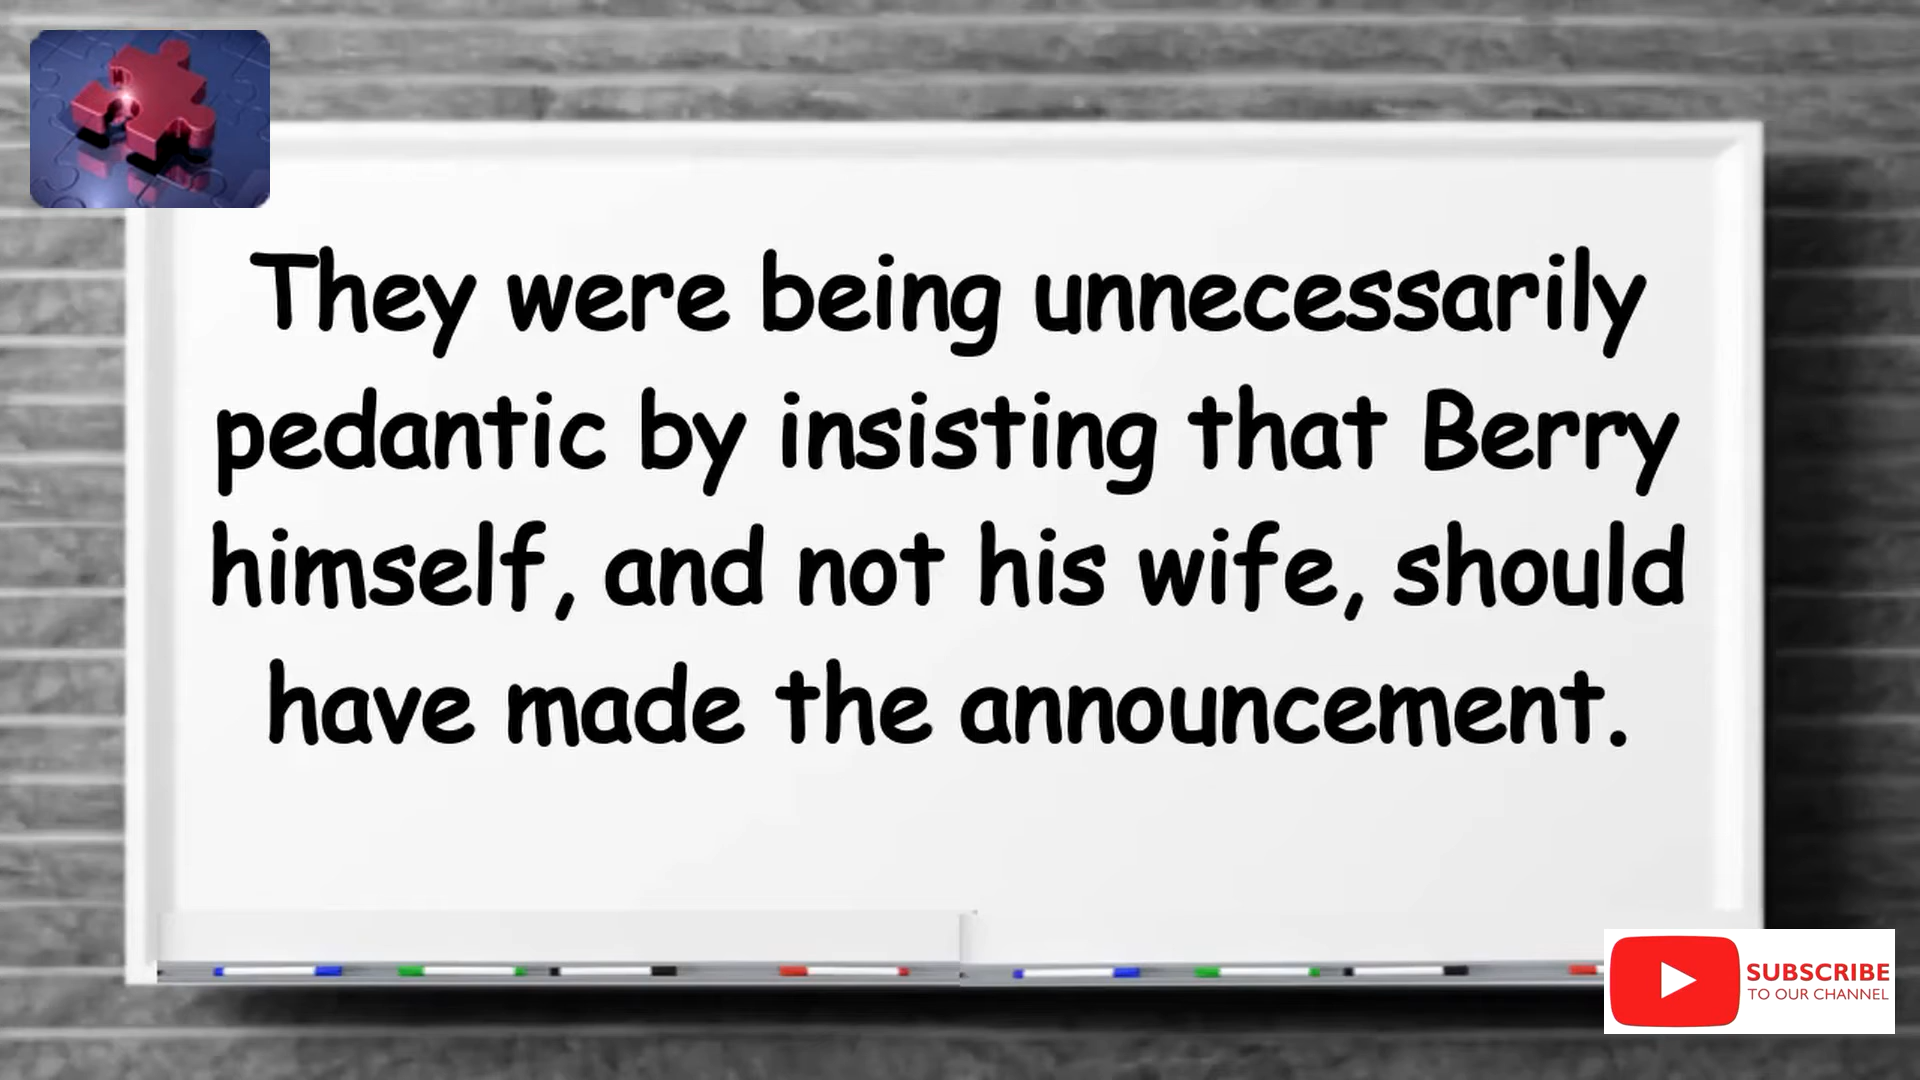 They were being unnecessarily
pedantic by insisting that Berry
himself, and not his wife, should
have made the announcement.
SUBSCRIBE
TO OUR CHANNEL